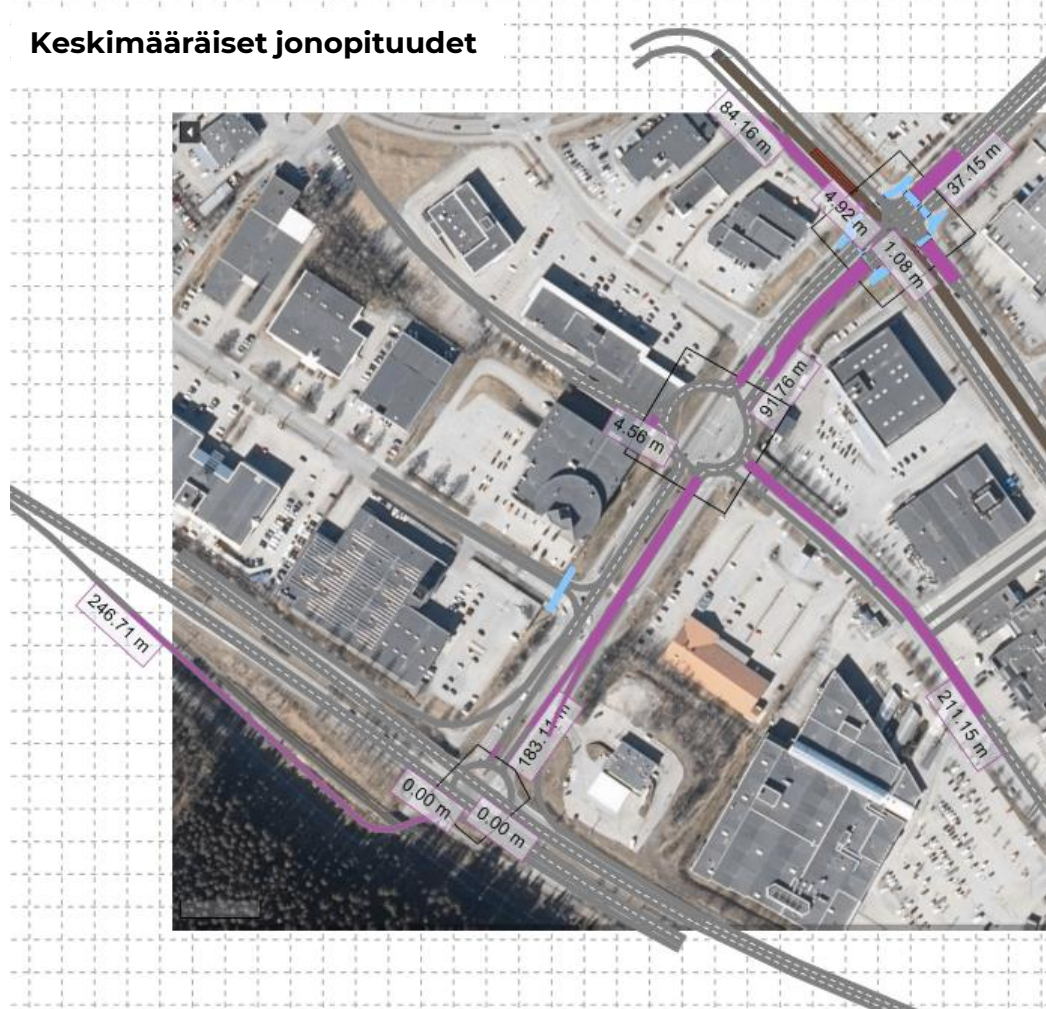 Keskimääräiset jonopituudet
84.16 m
37.15 m
4.92 m
1.08 m
91.76 m
4.56 m
246.71 m
211.15 m
183.11 m
0.00 m
0.00 m